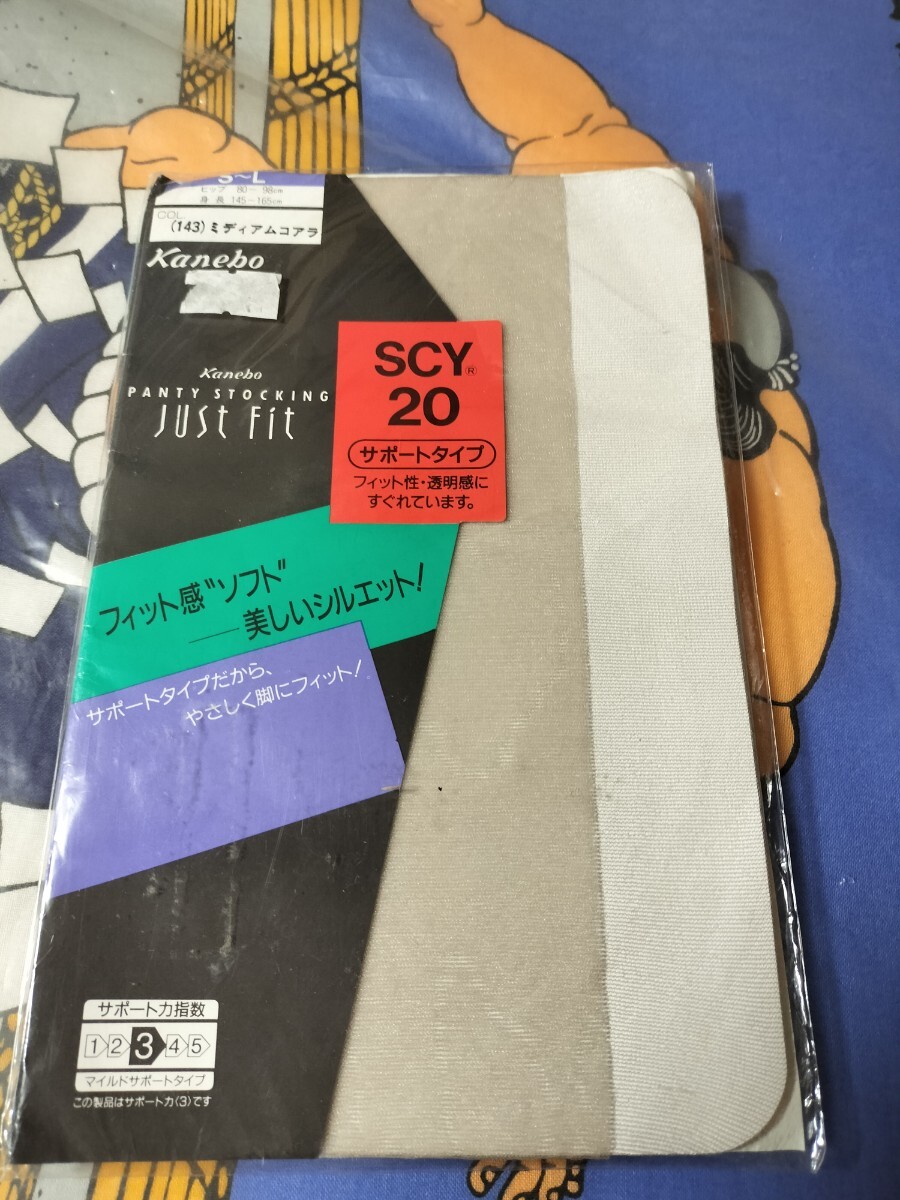 S~L
ヒップ 80~98cm
身長 145~165cm
COL.
(143)ミディアムコアラ
Kanebo
Kanebo
PANTY STOCKING
JUST Fit
SCY®
20
サポートタイプ
フィット性・透明感に
すぐれています。
フィット感"ソフト"
——美しいシルエット!
サポートタイプだから、
やさしく脚にフィット!
サポート力指数
1 2 3 4 5
マイルドサポートタイプ
この製品はサポート力〈3〉です